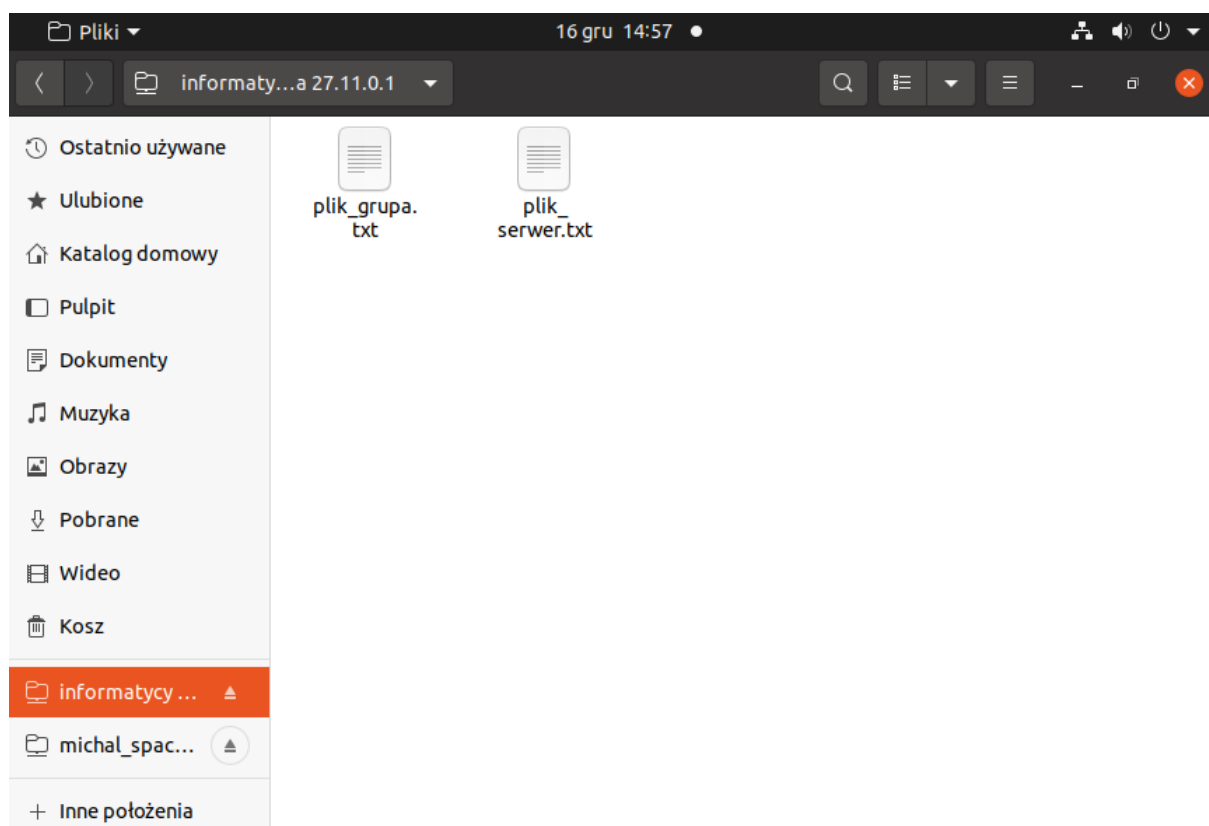 Pliki
16 gru 14:57
informaty...a 27.11.0.1
Ostatnio używane
Ulubione
Katalog domowy
Pulpit
Dokumenty
Muzyka
Obrazy
Pobrane
Wideo
Kosz
informatycy ...
michal_spac...
+ Inne położenia
plik_grupa.
txt
plik_
serwer.txt